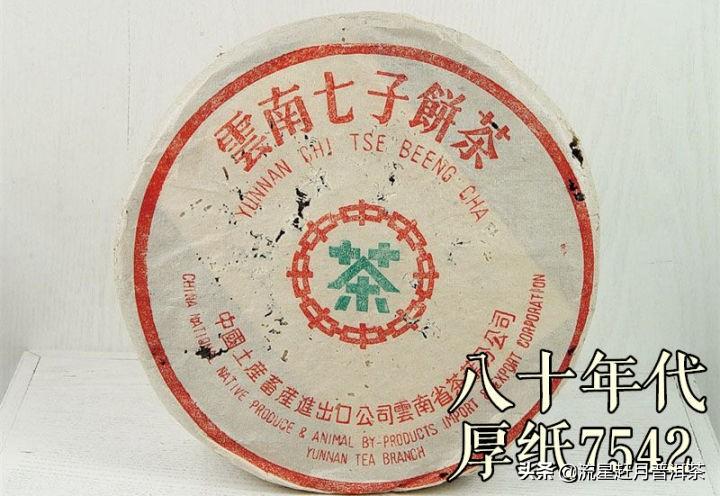 雲南七子餅茶
YUNNAN CHI TSE BEENG CHA
茶
中國土產畜產進出口公司雲南省茶葉分公司
CHINA NATIONAL NATIVE PRODUCE & ANIMAL BY-PRODUCTS IMPORT & EXPORT CORPORATION
YUNNAN TEA BRANCH
八十年代
厚纸7542
头条 @流星赶月普洱茶